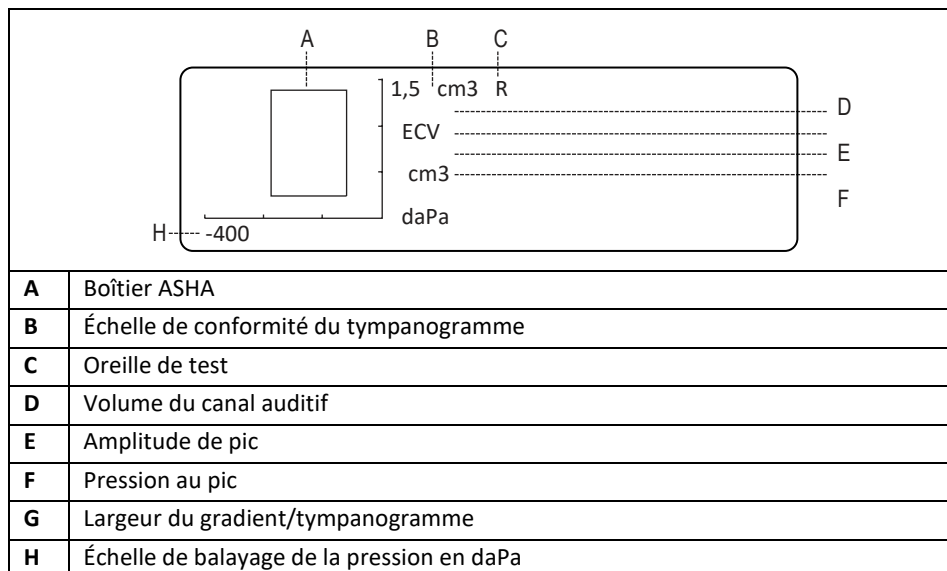 A B C
1,5 cm3 R
D
ECV
E
cm3
F
daPa
H -400
A Boîtier ASHA
B Échelle de conformité du tympanogramme
C Oreille de test
D Volume du canal auditif
E Amplitude de pic
F Pression au pic
G Largeur du gradient/tympanogramme
H Échelle de balayage de la pression en daPa